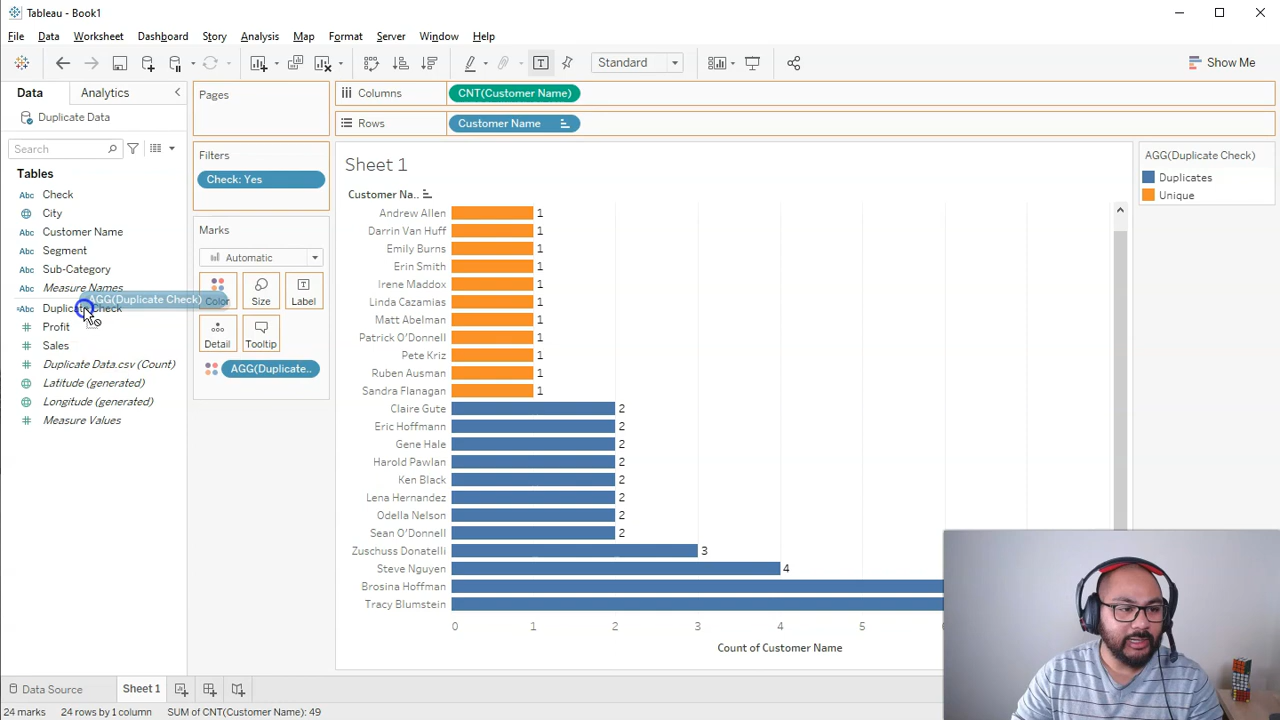 Tableau - Book1
File Data Worksheet Dashboard Story Analysis Map Format Server Window Help
Standard
Show Me
Data Analytics
Duplicate Data
Search
Tables
Abc Check
City
Abc Customer Name
Abc Segment
Abc Sub-Category
Abc Measure Names
AGG(Duplicate Check)
Abc Duplicate Check
Profit
Sales
Duplicate Data.csv (Count)
Latitude (generated)
Longitude (generated)
Measure Values
Pages
Filters
Check: Yes
Marks
Automatic
Color Size Label
Detail Tooltip
AGG(Duplicate..
Columns CNT(Customer Name)
Rows Customer Name
Sheet 1
Customer Na..
Andrew Allen 1
Darrin Van Huff 1
Emily Burns 1
Erin Smith 1
Irene Maddox 1
Linda Cazamias 1
Matt Abelman 1
Patrick O'Donnell 1
Pete Kriz 1
Ruben Ausman 1
Sandra Flanagan 1
Claire Gute 2
Eric Hoffmann 2
Gene Hale 2
Harold Pawlan 2
Ken Black 2
Lena Hernandez 2
Odella Nelson 2
Sean O'Donnell 2
Zuschuss Donatelli 3
Steve Nguyen 4
Brosina Hoffman
Tracy Blumstein
0 1 2 3 4 5
Count of Customer Name
AGG(Duplicate Check)
Duplicates
Unique
Data Source Sheet 1
24 marks 24 rows by 1 column SUM of CNT(Customer Name): 49